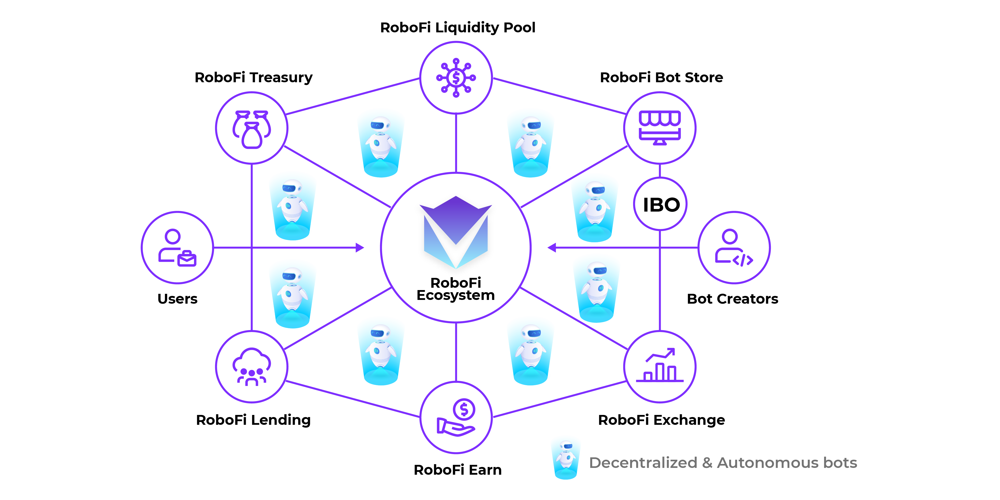 RoboFi Liquidity Pool
RoboFi Treasury
RoboFi Bot Store
IBO
RoboFi
Ecosystem
Users
Bot Creators
RoboFi Lending
RoboFi Exchange
RoboFi Earn
Decentralized & Autonomous bots